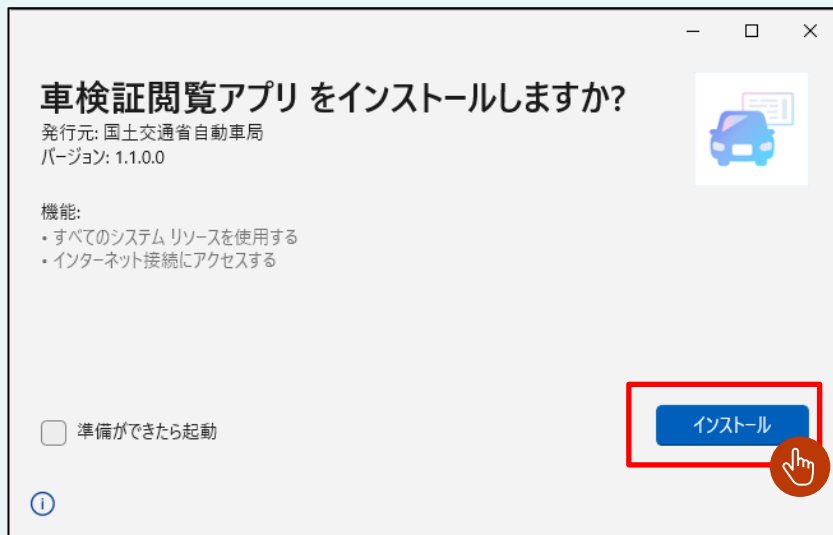 車検証閲覧アプリ をインストールしますか?
発行元: 国土交通省自動車局
バージョン: 1.1.0.0
機能:
• すべてのシステム リソースを使用する
• インターネット接続にアクセスする
準備ができたら起動
インストール